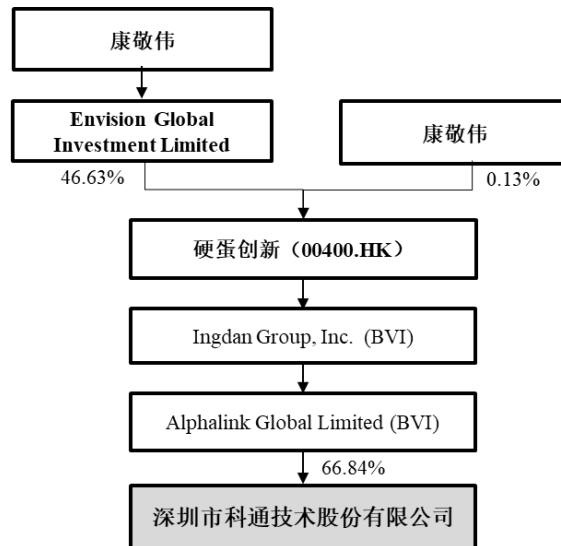 康敬伟
Envision Global
Investment Limited
康敬伟
46.63%
0.13%
硬蛋创新（00400.HK）
Ingdan Group, Inc. (BVI)
Alphalink Global Limited (BVI)
66.84%
深圳市科通技术股份有限公司